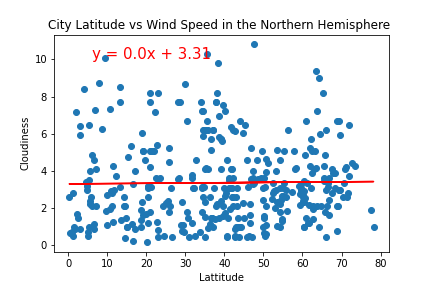 City Latitude vs Wind Speed in the Northern Hemisphere
y = 0.0x + 3.31
10
8
6
4
2
0
Cloudiness
0 10 20 30 40 50 60 70 80
Lattitude